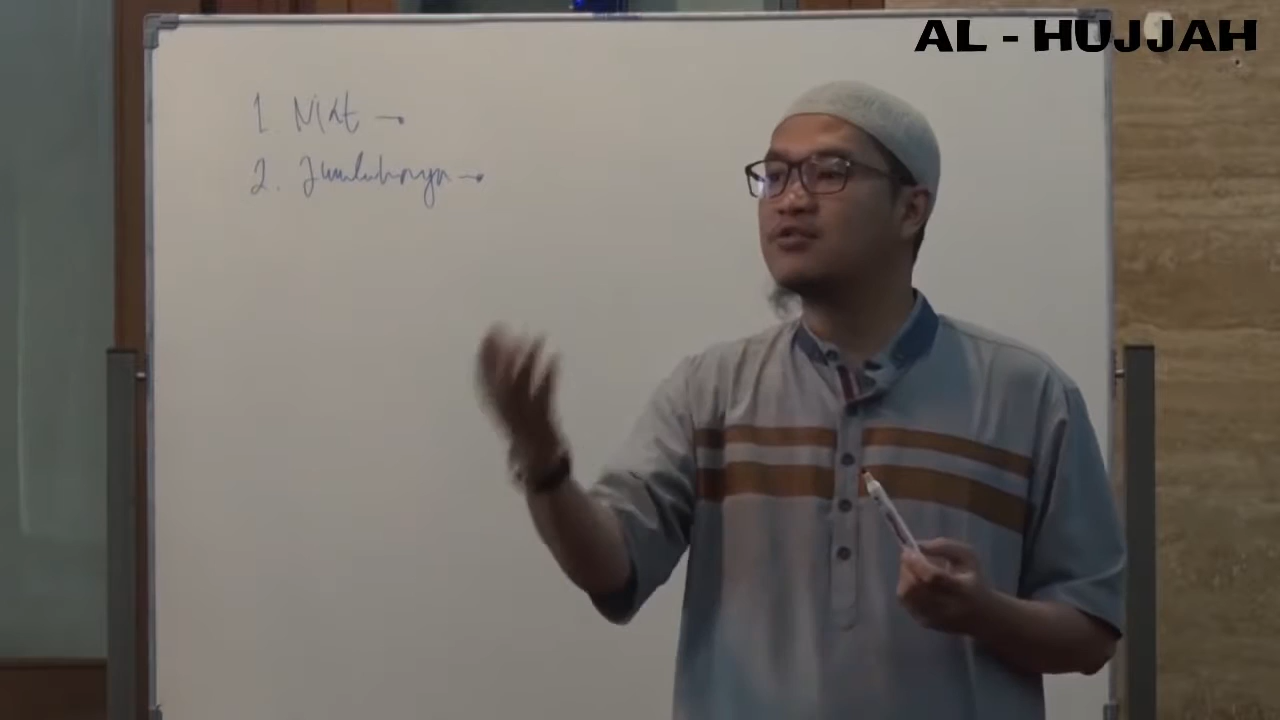 AL - HUJJAH
1. Niat →
2. Jumlahnya →